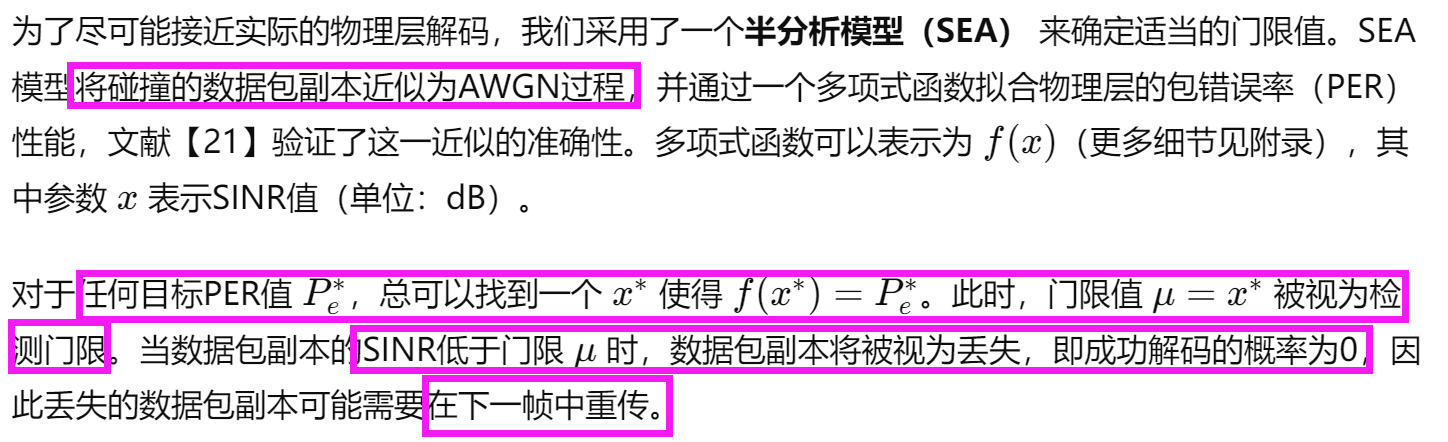 为了尽可能接近实际的物理层解码，我们采用了一个半分析模型（SEA） 来确定适当的门限值。SEA
模型将碰撞的数据包副本近似为AWGN过程，并通过一个多项式函数拟合物理层的包错误率（PER）
性能，文献【21】验证了这一近似的准确性。多项式函数可以表示为 f(x)（更多细节见附录），其
中参数 x 表示SINR值（单位：dB）。
对于任何目标PER值 P_e^*，总可以找到一个 x^* 使得 f(x^*) = P_e^*。此时，门限值 μ = x^* 被视为检
测门限。当数据包副本的SINR低于门限 μ 时，数据包副本将被视为丢失，即成功解码的概率为0，因
此丢失的数据包副本可能需要在下一帧中重传。